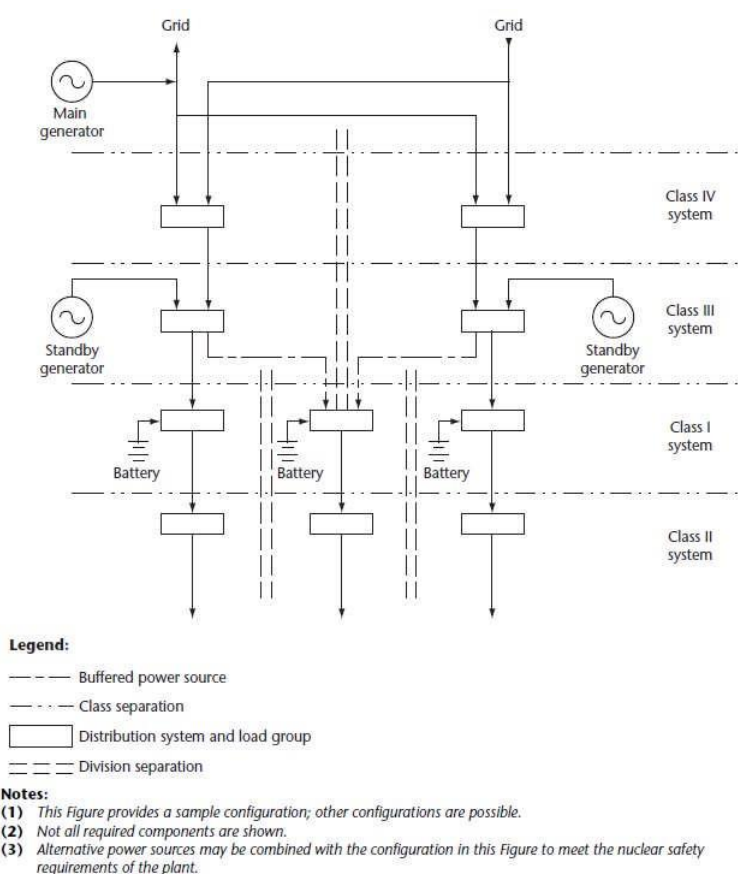 Grid
Grid
Main
generator
Class IV
system
Class III
system
Standby
generator
Standby
generator
Class I
system
Battery
Battery
Battery
Class II
system
Legend:
Buffered power source
Class separation
Distribution system and load group
Division separation
Notes:
(1) This Figure provides a sample configuration; other configurations are possible.
(2) Not all required components are shown.
(3) Alternative power sources may be combined with the configuration in this Figure to meet the nuclear safety
requirements of the plant.